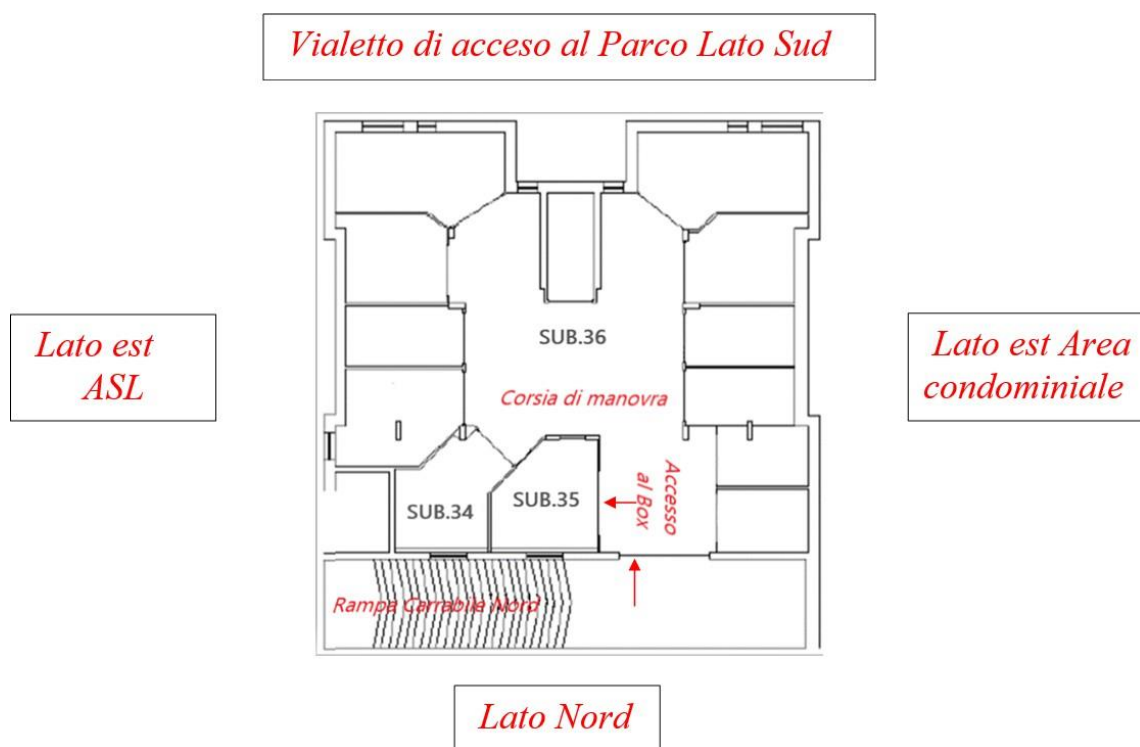 Vialetto di acceso al Parco Lato Sud
Lato est
ASL
Lato est Area
condominiale
SUB.36
Corsia di manovra
Accesso
al Box
SUB.34
SUB.35
Rampa Carrabile Nord
Lato Nord